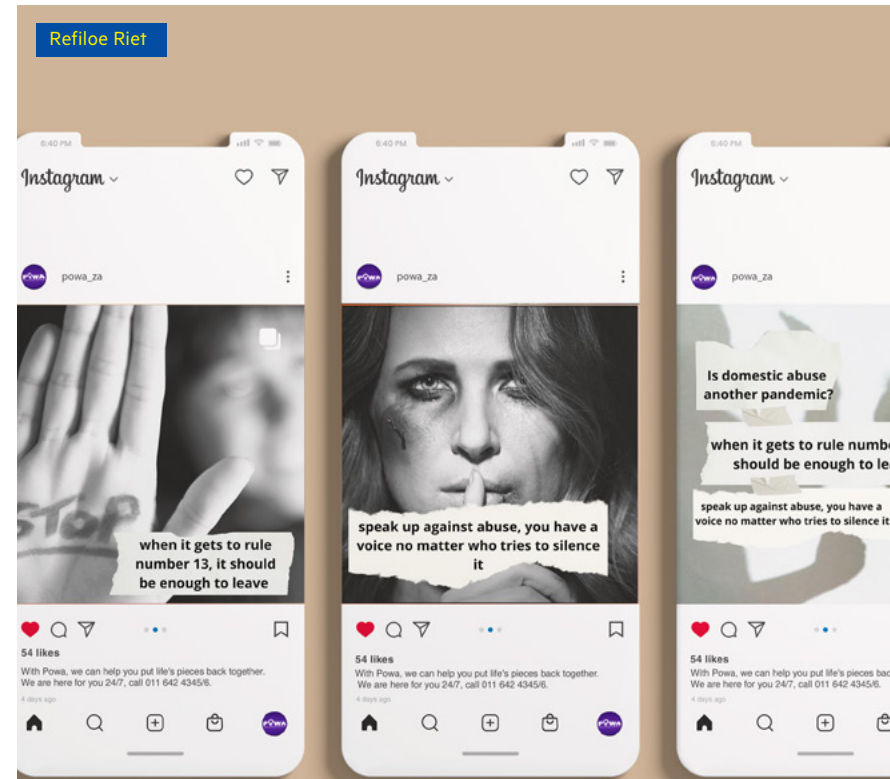 Refiloe Riet
6:40 PM
Instagram
POWA
powa_za
STOP
when it gets to rule
number 13, it should
be enough to leave
54 likes
With Powa, we can help you put life's pieces back together.
We are here for you 24/7, call 011 642 4345/6.
4 days ago
POWA
6:40 PM
Instagram
POWA
powa_za
speak up against abuse, you have a
voice no matter who tries to silence
it
54 likes
With Powa, we can help you put life's pieces back together.
We are here for you 24/7, call 011 642 4345/6.
4 days ago
POWA
6:40 PM
Instagram
POWA
powa_za
Is domestic abuse
another pandemic?
when it gets to rule
should be enough to
speak up against abuse, you have a
voice no matter who tries to silence it
54 likes
With Powa, we can help you put life's pieces
We are here for you 24/7, call 011 642 4345/6.
4 days ago